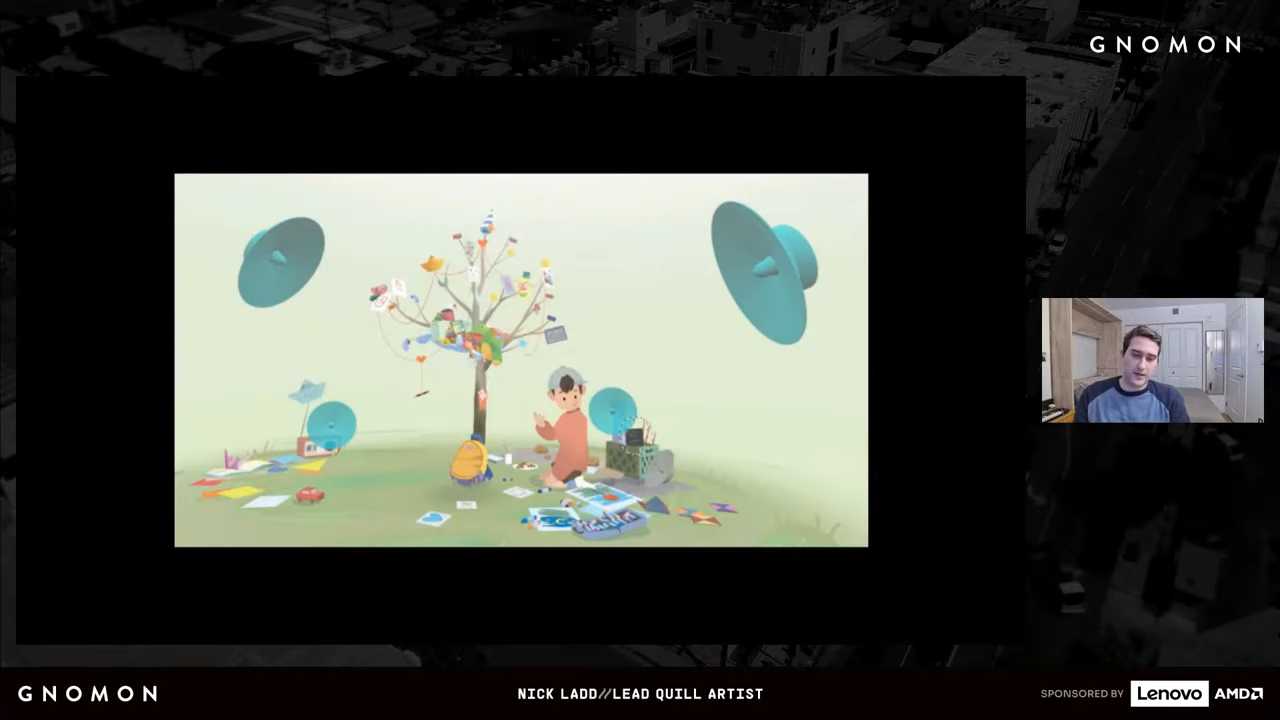 GNOMON
GNOMON
NICK LADD//LEAD QUILL ARTIST
SPONSORED BY Lenovo AMD